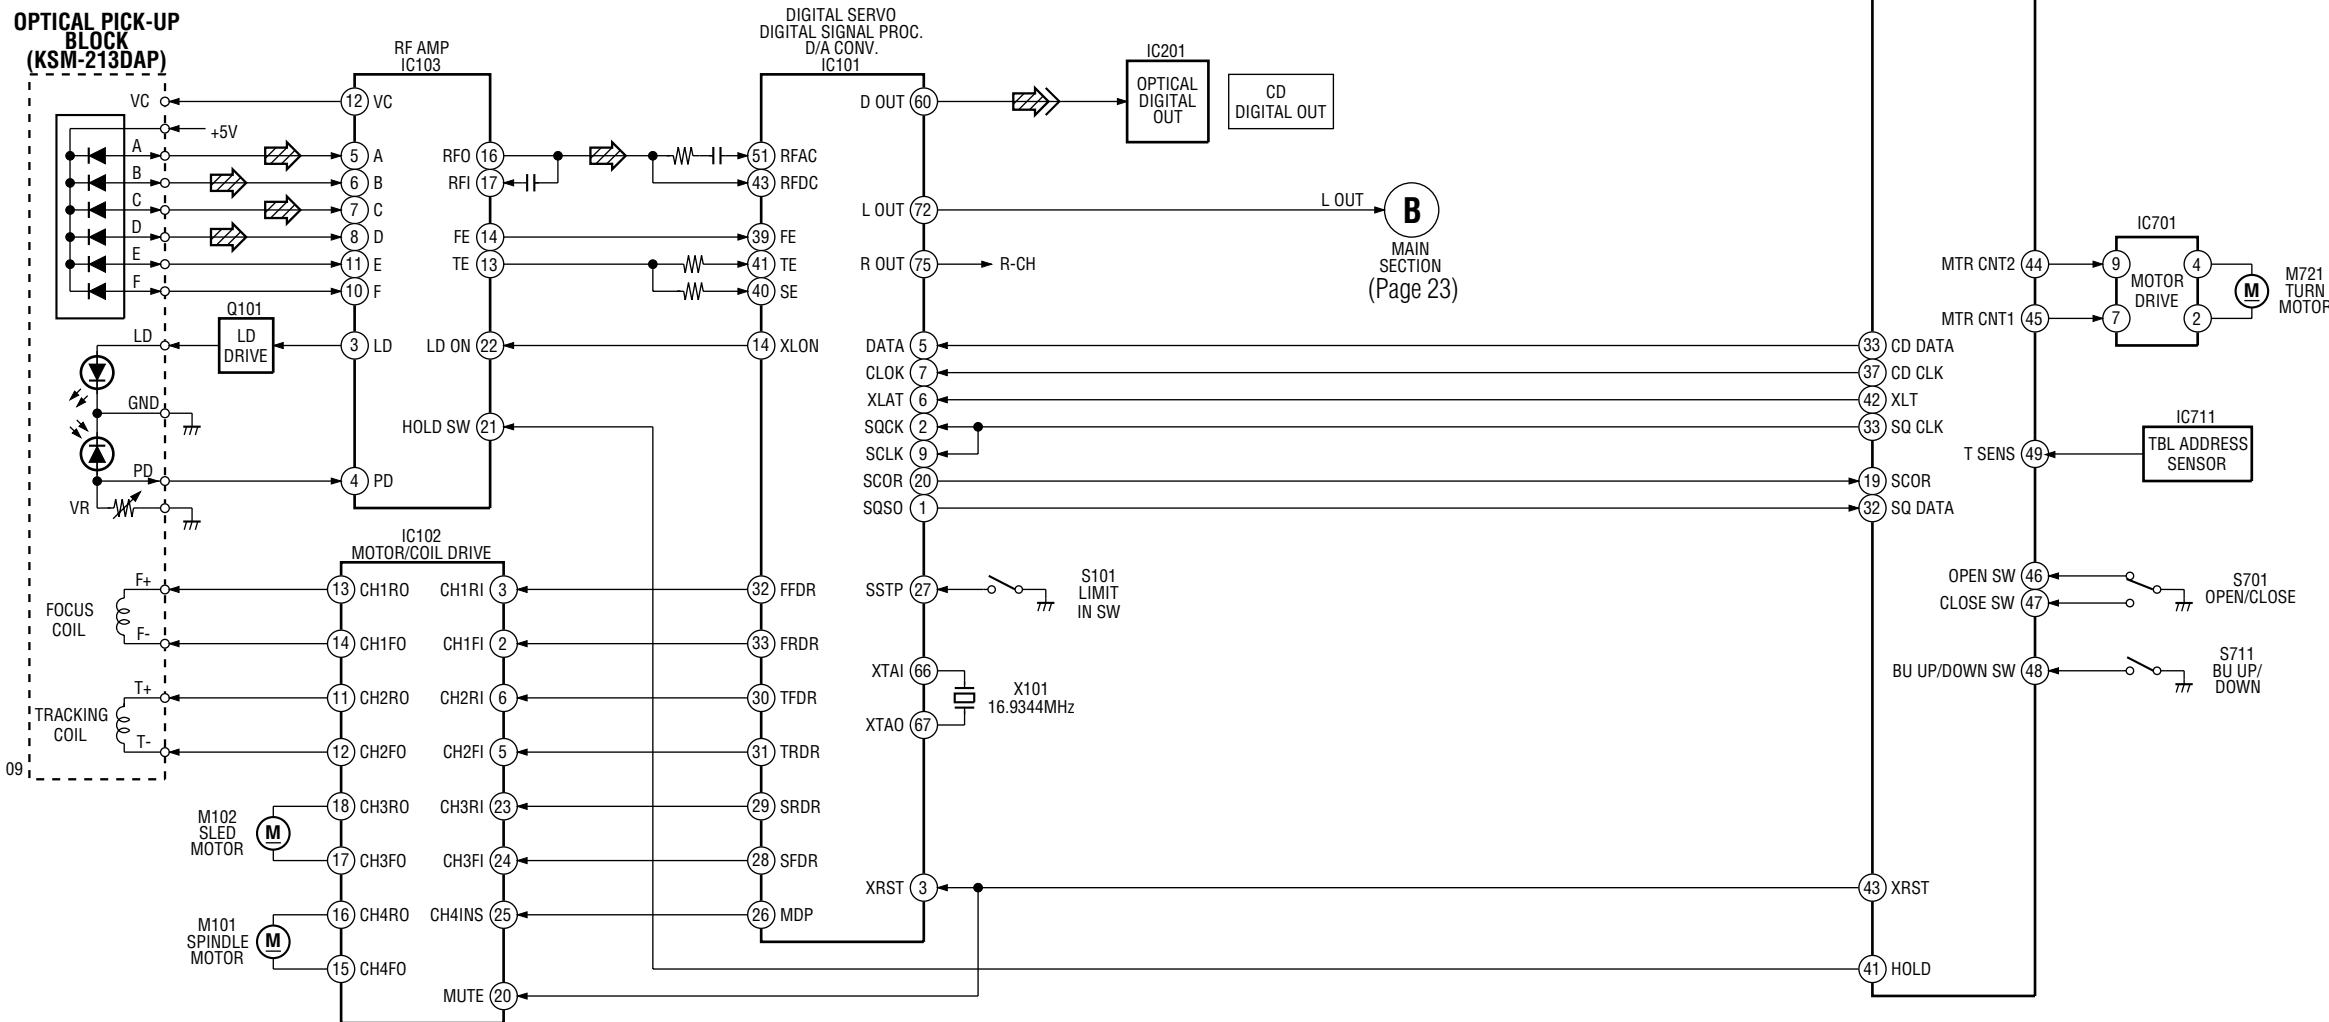 OPTICAL PICK-UP
BLOCK
(KSM-213DAP)
VC
+5V
A
B
C
D
E
F
LD
GND
PD
VR
F+
FOCUS
COIL
F-
T+
TRACKING
COIL
T-
09
Q101
LD
DRIVE
M102
SLED
MOTOR
M
M101
SPINDLE
MOTOR
M
RF AMP
IC103
12 VC
5 A
6 B
7 C
8 D
11 E
10 F
3 LD
4 PD
RFO 16
RFI 17
FE 14
TE 13
LD ON 22
HOLD SW 21
IC102
MOTOR/COIL DRIVE
13 CH1RO
14 CH1FO
11 CH2RO
12 CH2FO
18 CH3RO
17 CH3FO
16 CH4RO
15 CH4FO
CH1RI 3
CH1FI 2
CH2RI 6
CH2FI 5
CH3RI 23
CH3FI 24
CH4INS 25
MUTE 20
DIGITAL SERVO
DIGITAL SIGNAL PROC.
D/A CONV.
IC101
51 RFAC
43 RFDC
39 FE
41 TE
40 SE
14 XLON
32 FFDR
33 FRDR
30 TFDR
31 TRDR
29 SRDR
28 SFDR
26 MDP
D OUT 60
L OUT 72
R OUT 75
DATA 5
CLOK 7
XLAT 6
SQCK 2
SCLK 9
SCOR 20
SQSO 1
SSTP 27
XTAI 66
XTAO 67
XRST 3
IC201
OPTICAL
DIGITAL
OUT
CD
DIGITAL OUT
L OUT
B
MAIN
SECTION
(Page 23)
R-CH
S101
LIMIT
IN SW
X101
16.9344MHz
33 CD DATA
37 CD CLK
42 XLT
33 SQ CLK
19 SCOR
32 SQ DATA
43 XRST
41 HOLD
MTR CNT2 44
MTR CNT1 45
T SENS 49
OPEN SW 46
CLOSE SW 47
BU UP/DOWN SW 48
IC701
9
4
MOTOR
DRIVE
7
2
M
M721
TURN
MOTOR
IC711
TBL ADDRESS
SENSOR
S701
OPEN/CLOSE
S711
BU UP/
DOWN